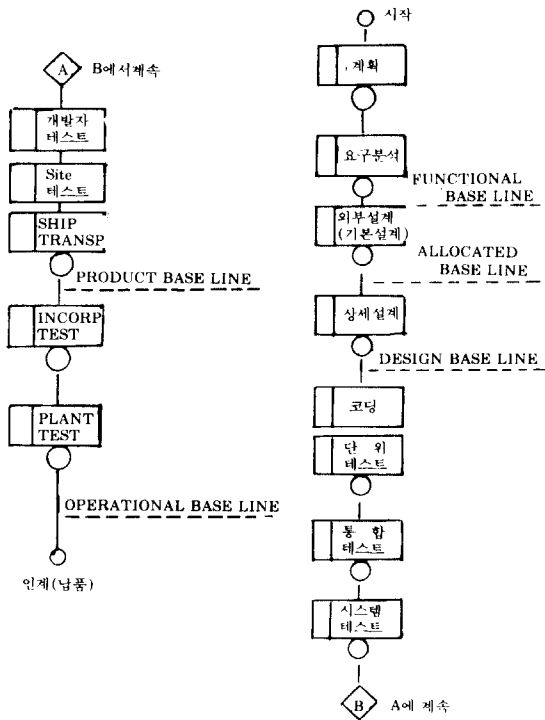 A
B에서계속
개발자
테스트
Site
테스트
SHIP
TRANSP
PRODUCT BASE LINE
INCORP
TEST
PLANT
TEST
OPERATIONAL BASE LINE
인계(납품)
시작
계획
요구분석
FUNCTIONAL
BASE LINE
외부설계
(기본설계)
ALLOCATED
BASE LINE
상세설계
DESIGN BASE LINE
코딩
단 위
테스트
통 합
테스트
시스템
테스트
B
A에 계속